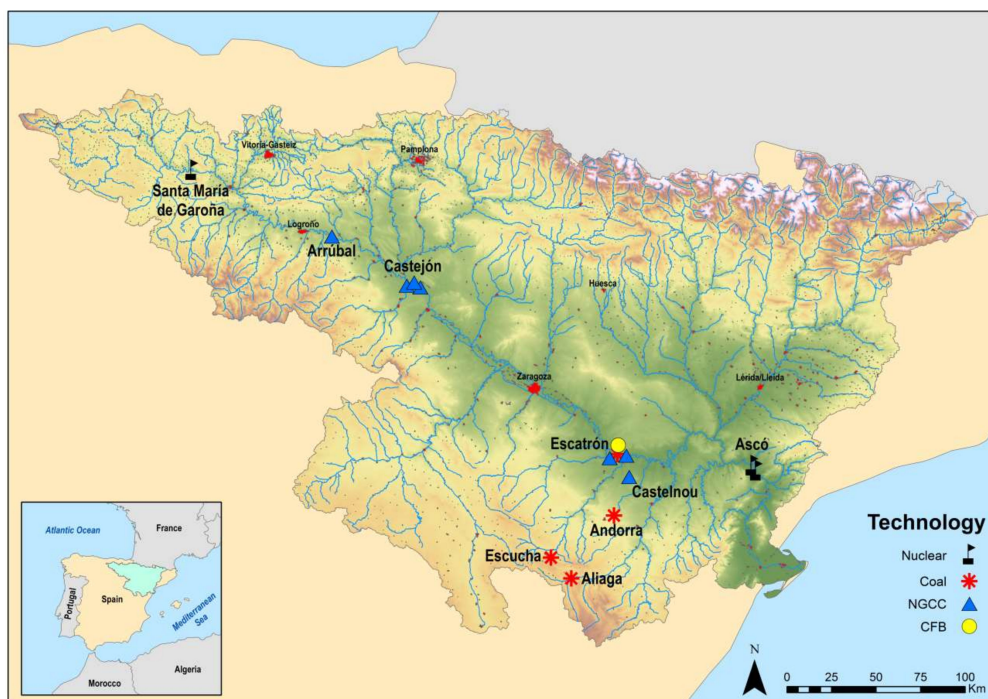 Vitoria-Gasteiz
Pamplona
Santa María
de Garoña
Logroño
Arrúbal
Castejón
Huesca
Zaragoza
Lérida/Lleida
Escatrón
Ascó
Castelnou
Andorra
Escucha
Aliaga
Atlantic Ocean
France
Portugal
Spain
Mediterranean
Sea
Morocco
Algeria
Technology
Nuclear
Coal
NGCC
CFB
N
0 25 50 75 100
Km